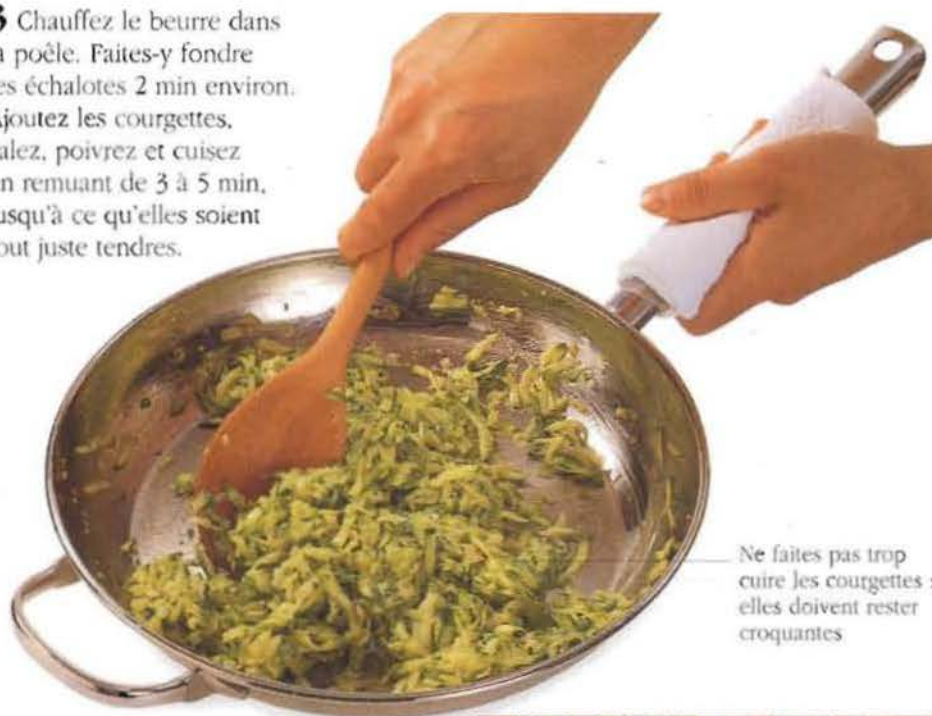 3 Chauffez le beurre dans
a poêle. Faites-y fondre
es échalotes 2 min environ.
joutez les courgettes,
alez, poivrez et cuisez
n remuant de 3 à 5 min,
usqu'à ce qu'elles soient
out juste tendres.
Ne faites pas trop
cuire les courgettes :
elles doivent rester
croquantes